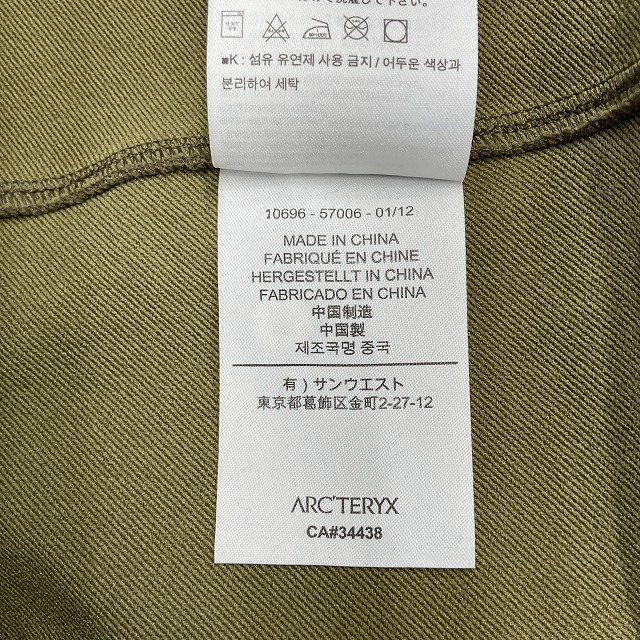 ■K : 섬유 유연제 사용 금지 / 어두운 색상과
분리하여 세탁
10696 - 57006 - 01/12
MADE IN CHINA
FABRIQUÉ EN CHINE
HERGESTELLT IN CHINA
FABRICADO EN CHINA
中国制造
中国製
제조국명 중국
有 ) サンウエスト
東京都葛飾区金町2-27-12
ARC'TERYX
CA#34438